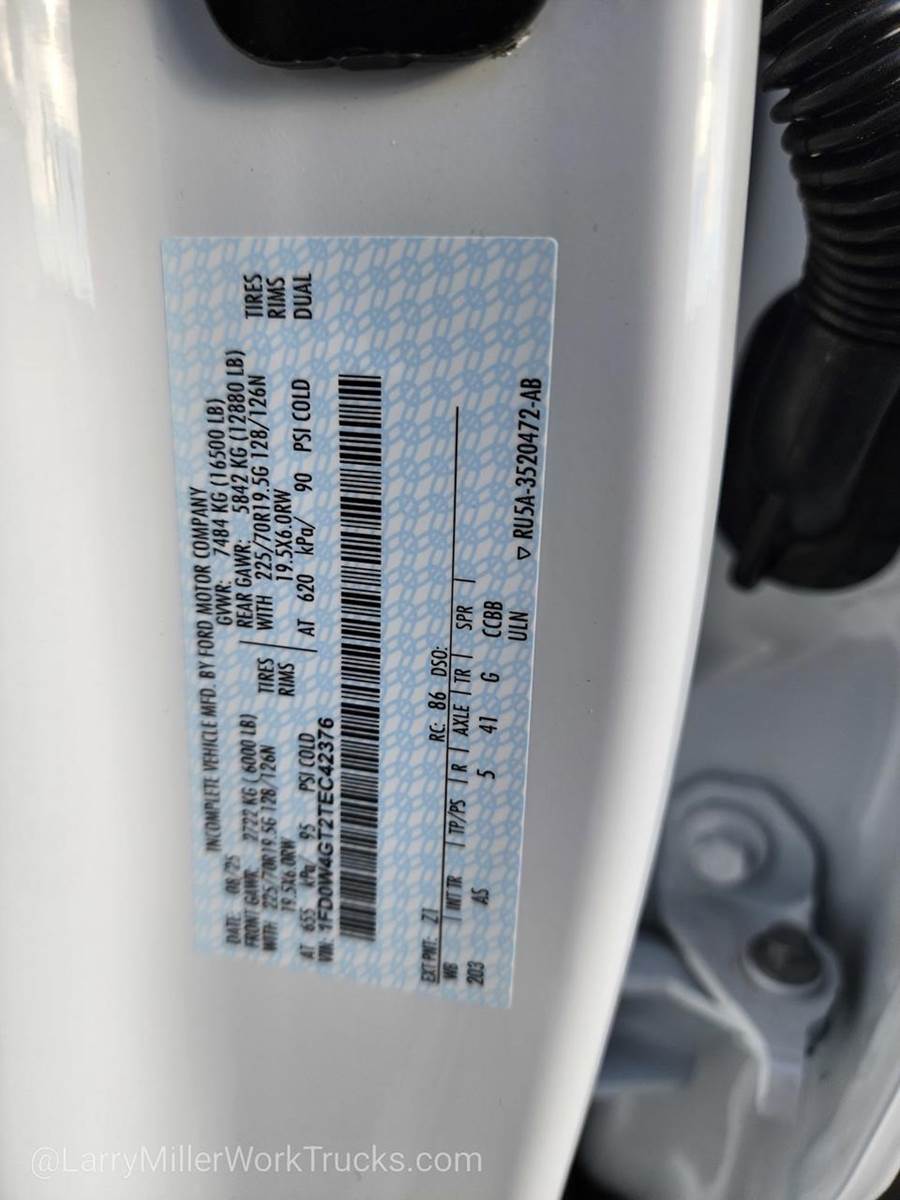 INCOMPLETE VEHICLE MFD. BY FORD MOTOR COMPANY
DATE: 08/25 GVWR: 7484 KG (16500 LB)
FRONT GAWR: 2722 KG (6000 LB) REAR GAWR: 5842 KG (12880 LB)
WITH 225/70R19.5G 128/126N TIRES WITH 225/70R19.5G 128/126N TIRES
19.5X6.0RW RIMS 19.5X6.0RW RIMS
AT 655 kPa/ 95 PSI COLD AT 620 kPa/ 90 PSI COLD DUAL
VIN: 1FD0W4GT2TEC42376
EXT PNT: Z1 RC: 86 DSO:
WB INT TR TP/PS R AXLE TR SPR
203 AS 5 41 G CCBB
ULN
▽ RU5A-3520472-AB
@LarryMillerWorkTrucks.com